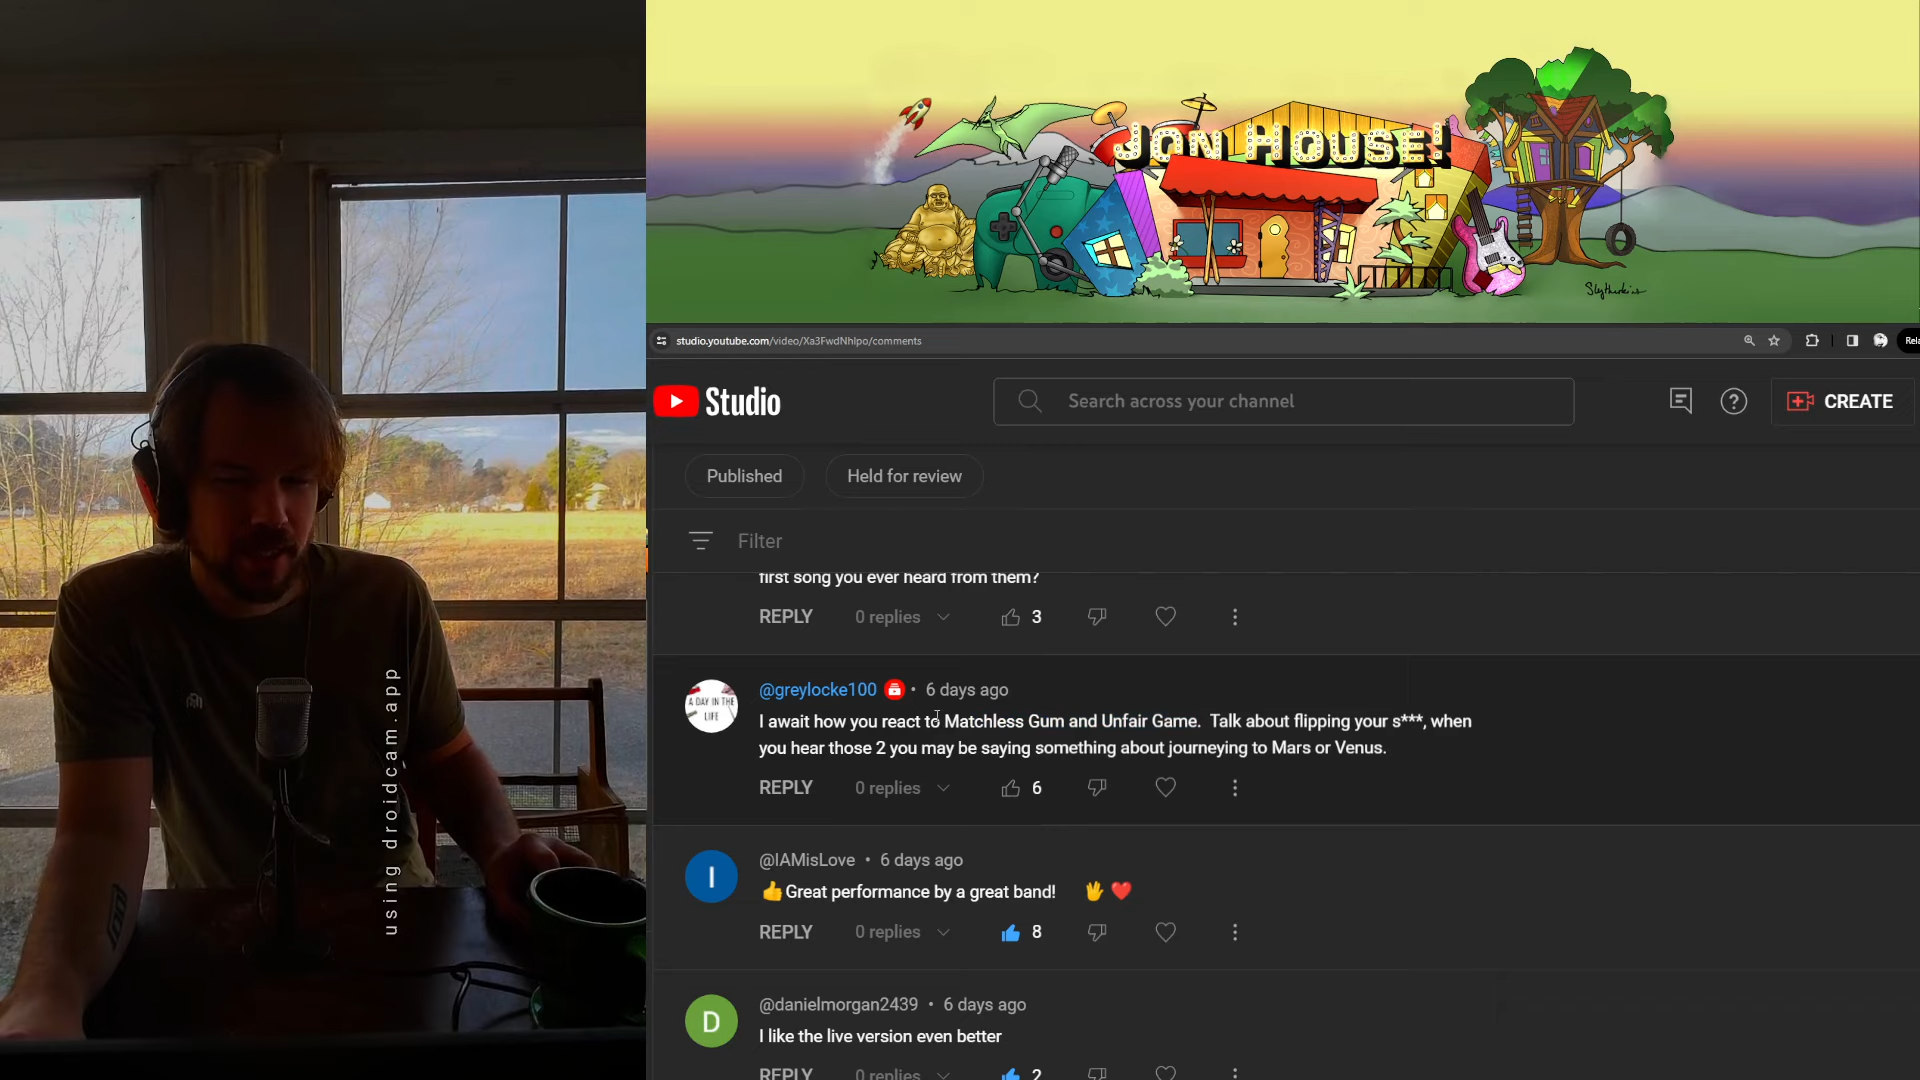 JON HOUSE!
studio.youtube.com/video/Xa3FwdNhIpo/comments
Studio
Search across your channel
CREATE
Published
Held for review
Filter
first song you ever heard from them?
REPLY 0 replies 3
A DAY IN THE
LIFE
@greylocke100 • 6 days ago
I await how you react to Matchless Gum and Unfair Game. Talk about flipping your s***, when
you hear those 2 you may be saying something about journeying to Mars or Venus.
REPLY 0 replies 6
I
@IAMisLove • 6 days ago
👍Great performance by a great band! 🖖❤️
REPLY 0 replies 8
D
@danielmorgan2439 • 6 days ago
I like the live version even better
REPLY 0 replies 2
using droidcam.app